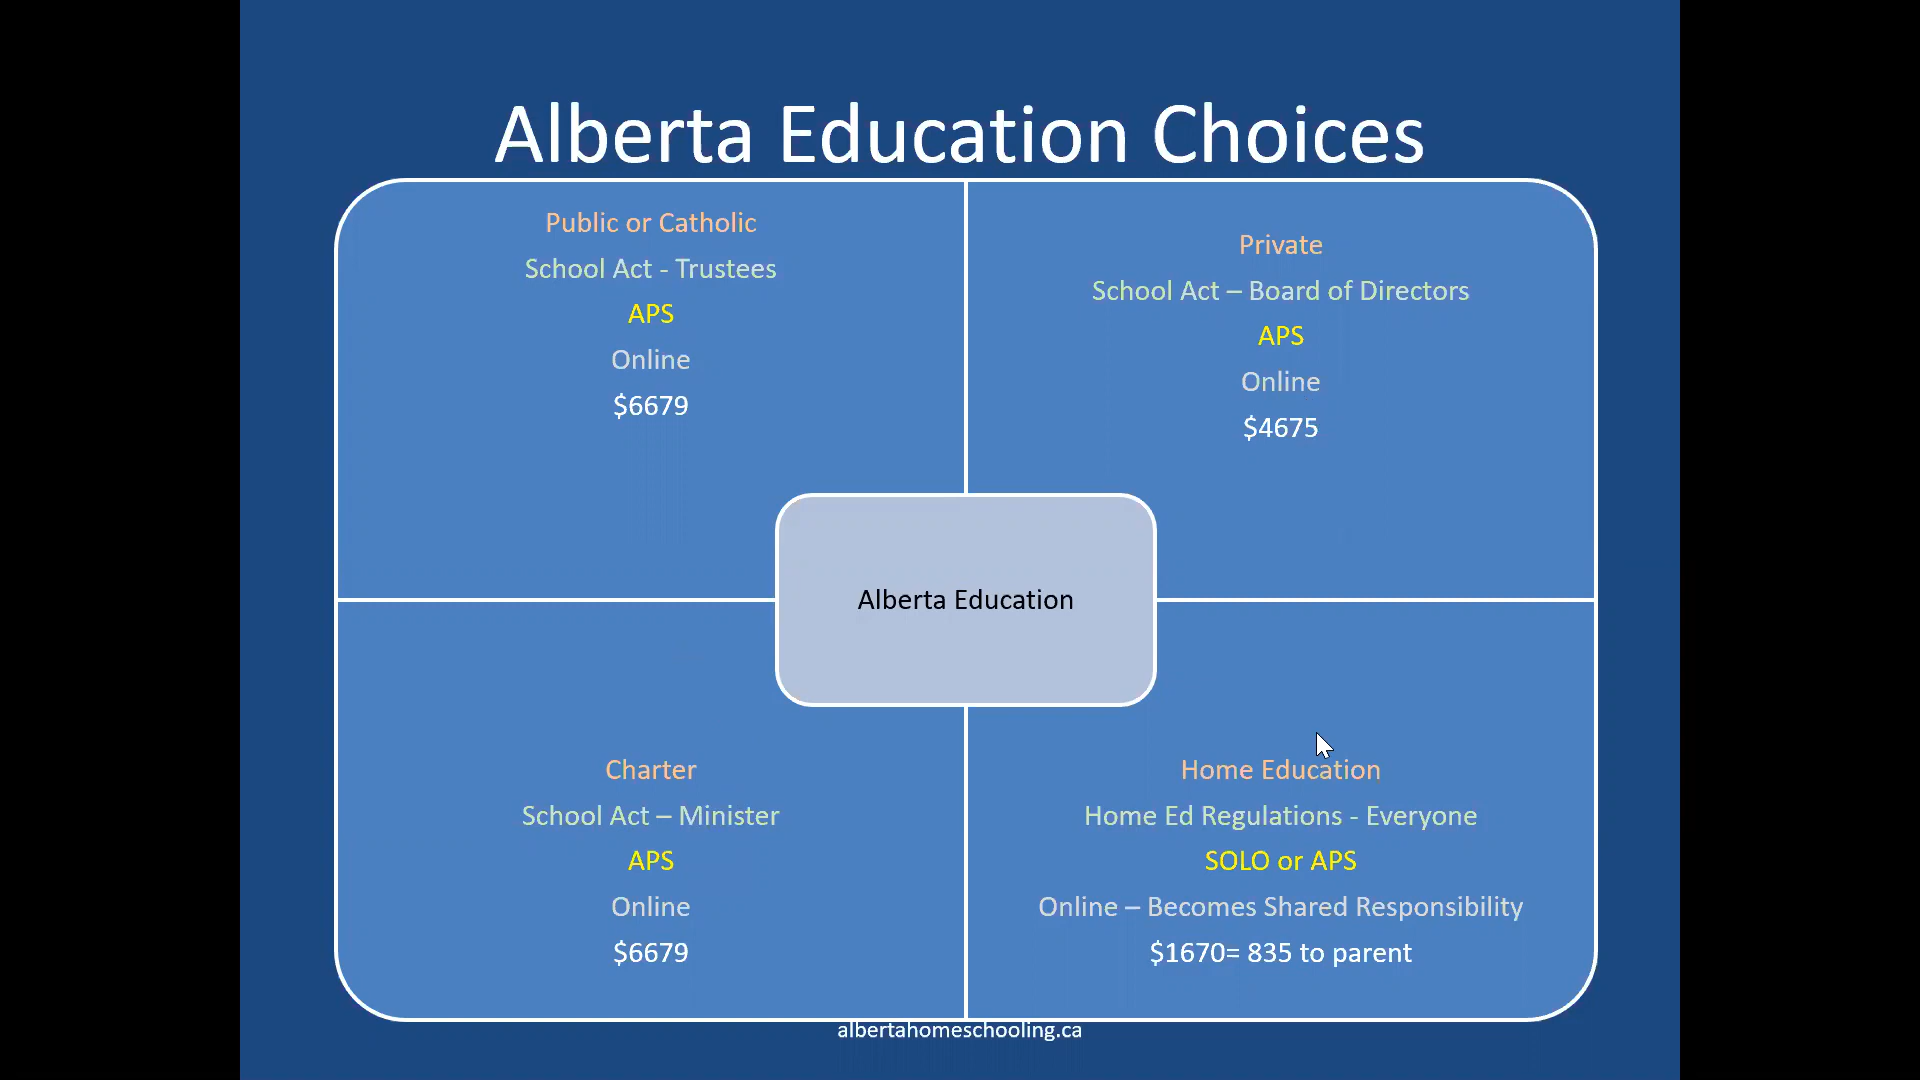 Alberta Education Choices
Public or Catholic
School Act - Trustees
APS
Online
$6679
Private
School Act – Board of Directors
APS
Online
$4675
Alberta Education
Charter
School Act – Minister
APS
Online
$6679
Home Education
Home Ed Regulations - Everyone
SOLO or APS
Online – Becomes Shared Responsibility
$1670= 835 to parent
albertahomeschooling.ca